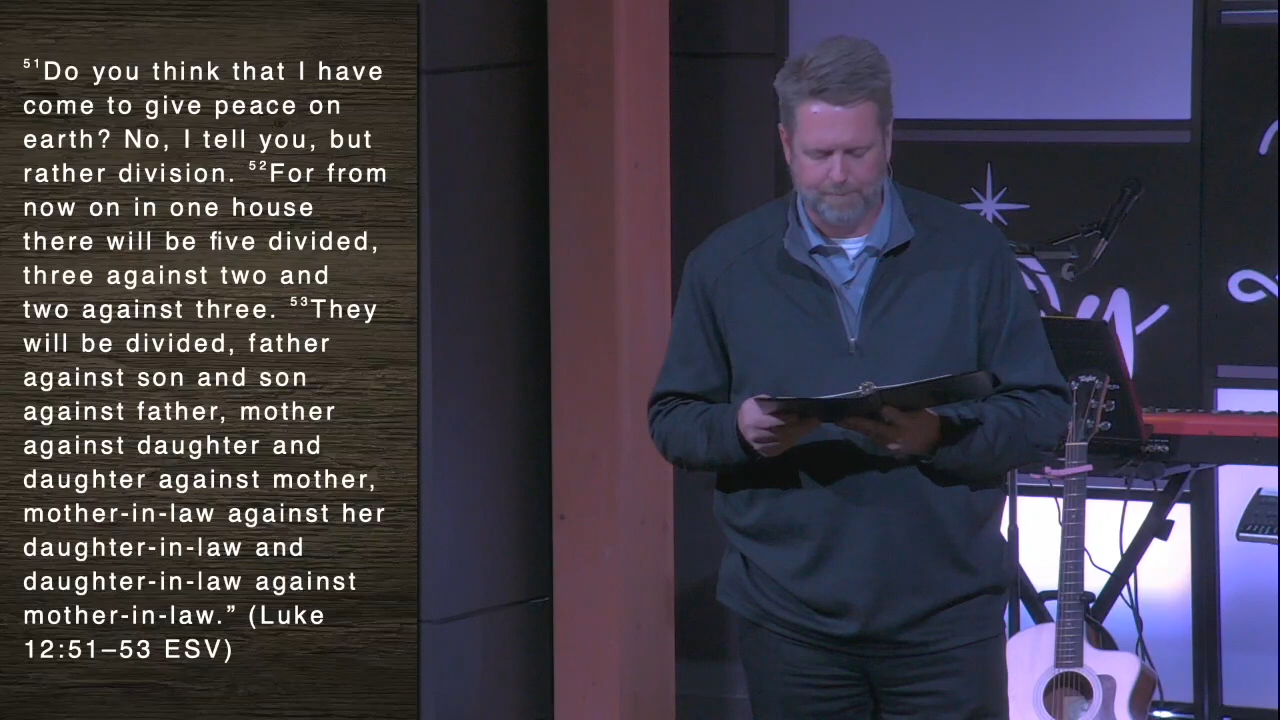 ⁵¹Do you think that I have
come to give peace on
earth? No, I tell you, but
rather division. ⁵²For from
now on in one house
there will be five divided,
three against two and
two against three. ⁵³They
will be divided, father
against son and son
against father, mother
against daughter and
daughter against mother,
mother-in-law against her
daughter-in-law and
daughter-in-law against
mother-in-law.” (Luke
12:51–53 ESV)